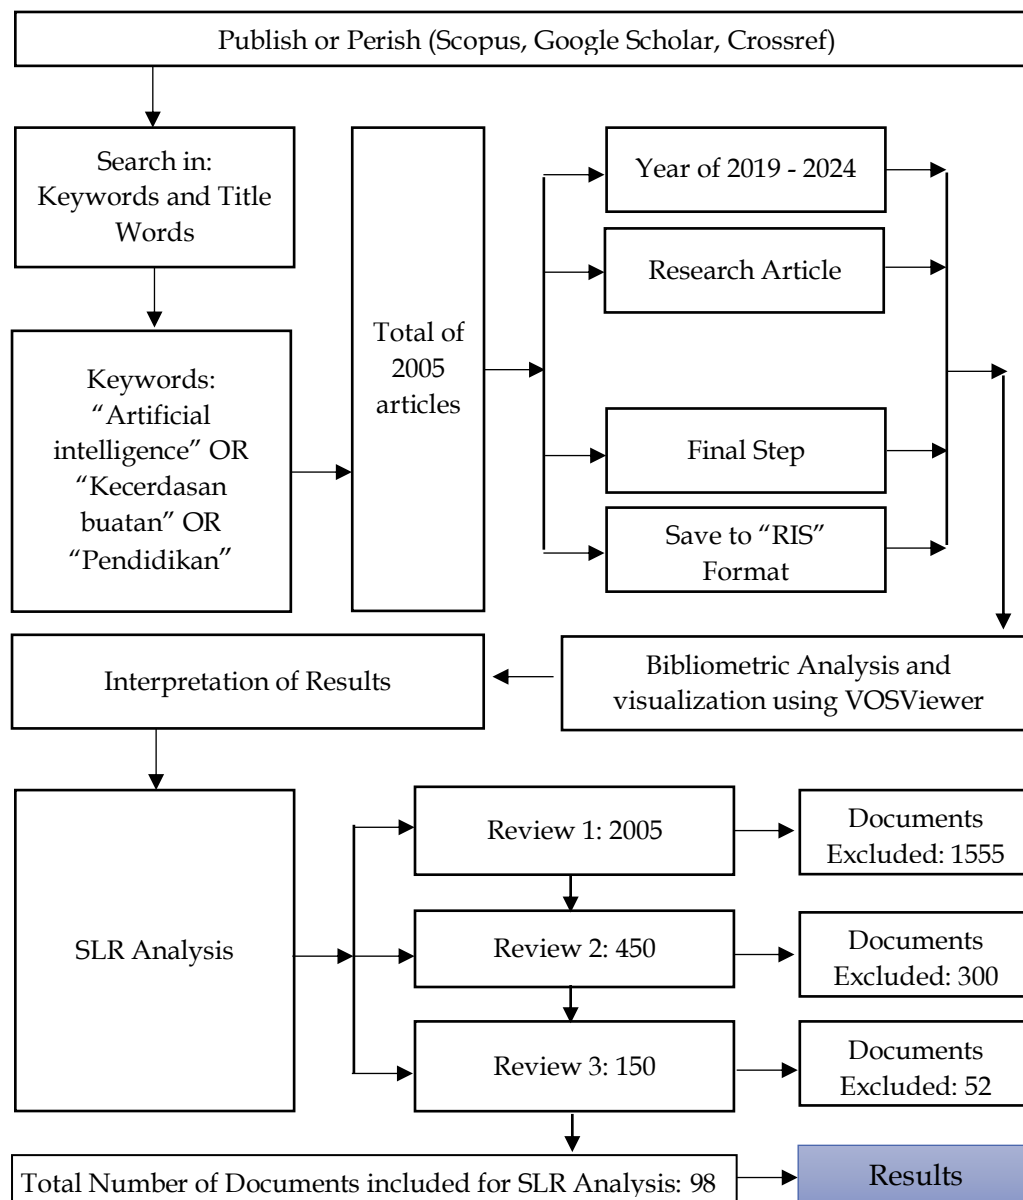 Publish or Perish (Scopus, Google Scholar, Crossref)
Search in:
Keywords and Title
Words
Keywords:
“Artificial
intelligence” OR
“Kecerdasan
buatan” OR
“Pendidikan”
Total of
2005
articles
Year of 2019 - 2024
Research Article
Final Step
Save to “RIS”
Format
Bibliometric Analysis and
visualization using VOSViewer
Interpretation of Results
SLR Analysis
Review 1: 2005
Documents
Excluded: 1555
Review 2: 450
Documents
Excluded: 300
Review 3: 150
Documents
Excluded: 52
Total Number of Documents included for SLR Analysis: 98
Results